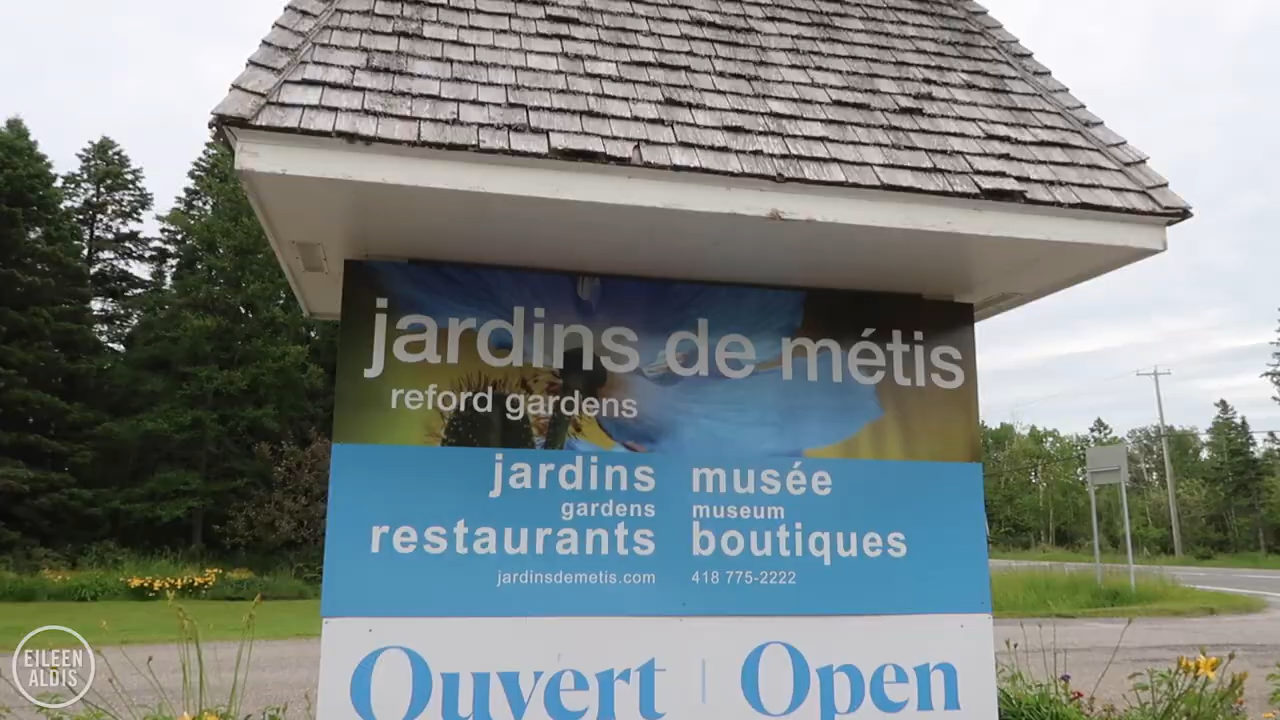 jardins de métis
reford gardens
jardins musée
gardens museum
restaurants boutiques
jardinsdemetis.com 418 775-2222
Ouvert | Open
EILEEN
ALDIS